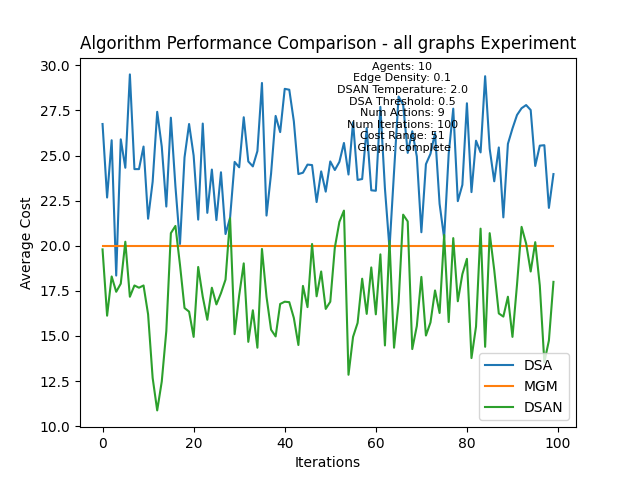 Algorithm Performance Comparison - all graphs Experiment
Agents: 10
Edge Density: 0.1
DSAN Temperature: 2.0
DSA Threshold: 0.5
Num Actions: 9
Num Iterations: 100
Cost Range: 51
Graph: complete
Average Cost
30.0
27.5
25.0
22.5
20.0
17.5
15.0
12.5
10.0
DSA
MGM
DSAN
0
20
40
60
80
100
Iterations